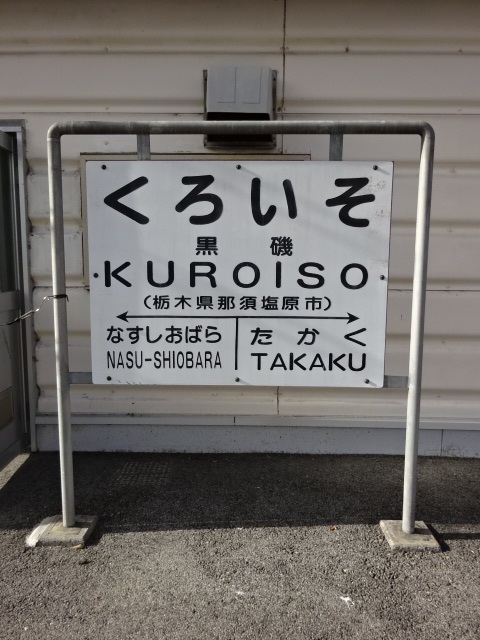 くろいそ
黒磯
KUROISO
(栃木県那須塩原市)
なすしおばら たかく
NASU-SHIOBARA TAKAKU